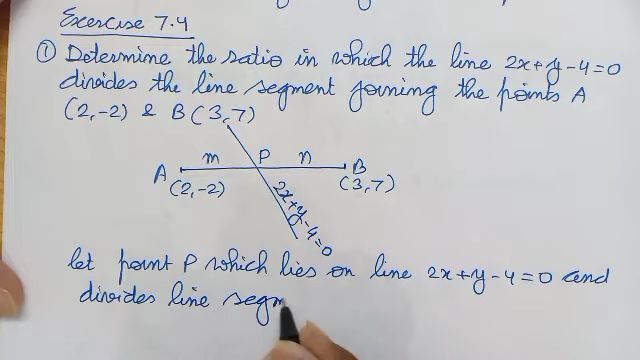 Exercise 7.4
① Determine the ratio in which the line 2x+y-4=0
divides the line segment joining the points A
(2,-2) & B(3,7)
m P n
A B
(2,-2) (3,7)
2x+y-4=0
let point P which lies on line 2x+y-4=0 and
divides line segm